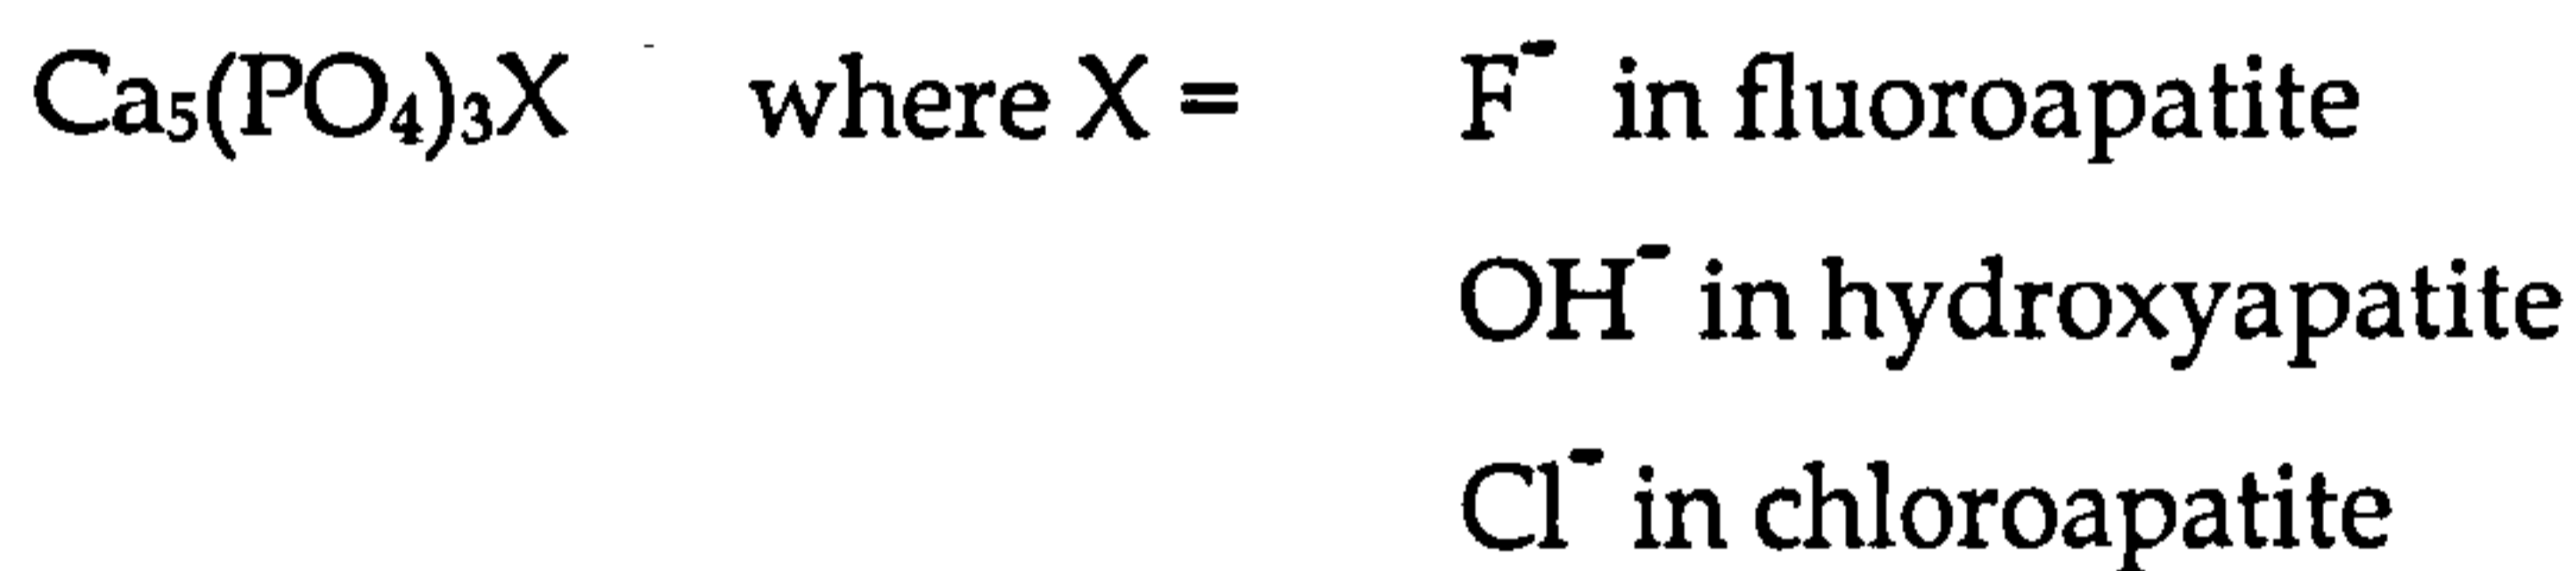 Ca₅(PO₄)₃X where X = F⁻ in fluoroapatite
OH⁻ in hydroxyapatite
Cl⁻ in chloroapatite